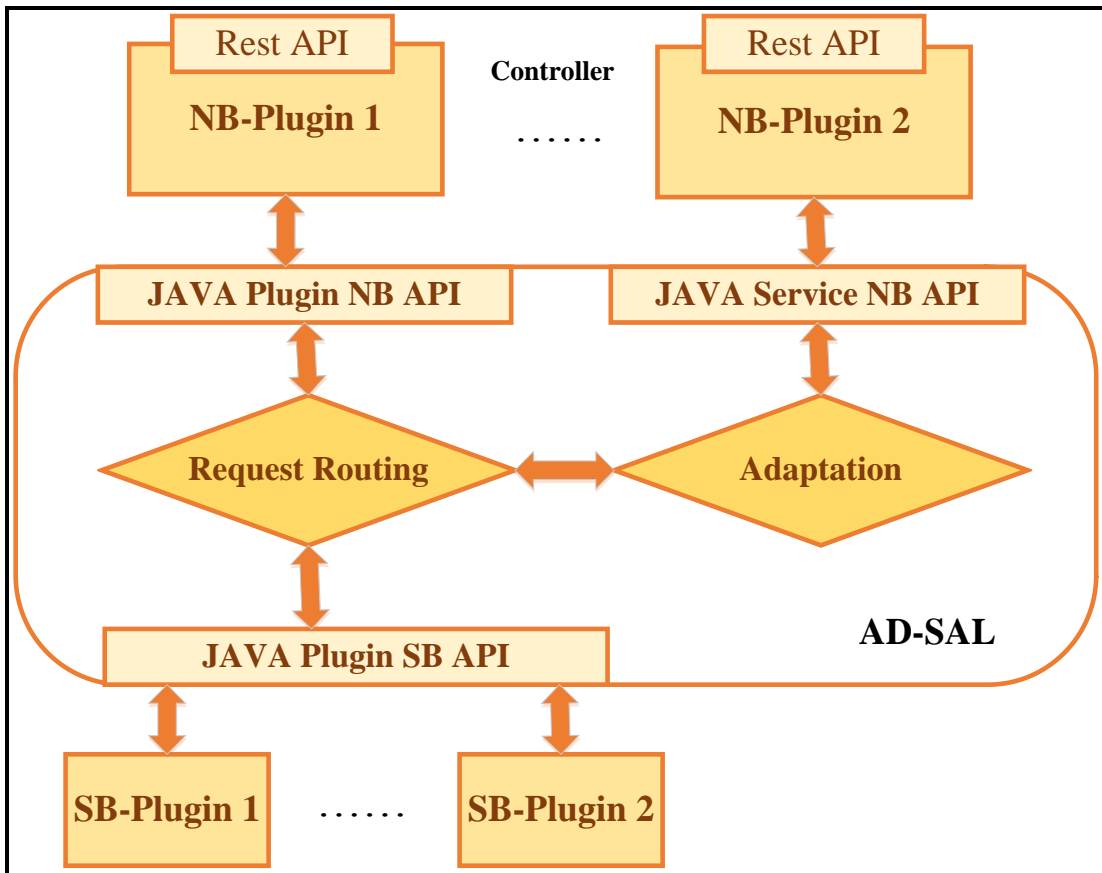 Rest API
Rest API
Controller
NB-Plugin 1
......
NB-Plugin 2
JAVA Plugin NB API
JAVA Service NB API
Request Routing
Adaptation
AD-SAL
JAVA Plugin SB API
SB-Plugin 1
......
SB-Plugin 2